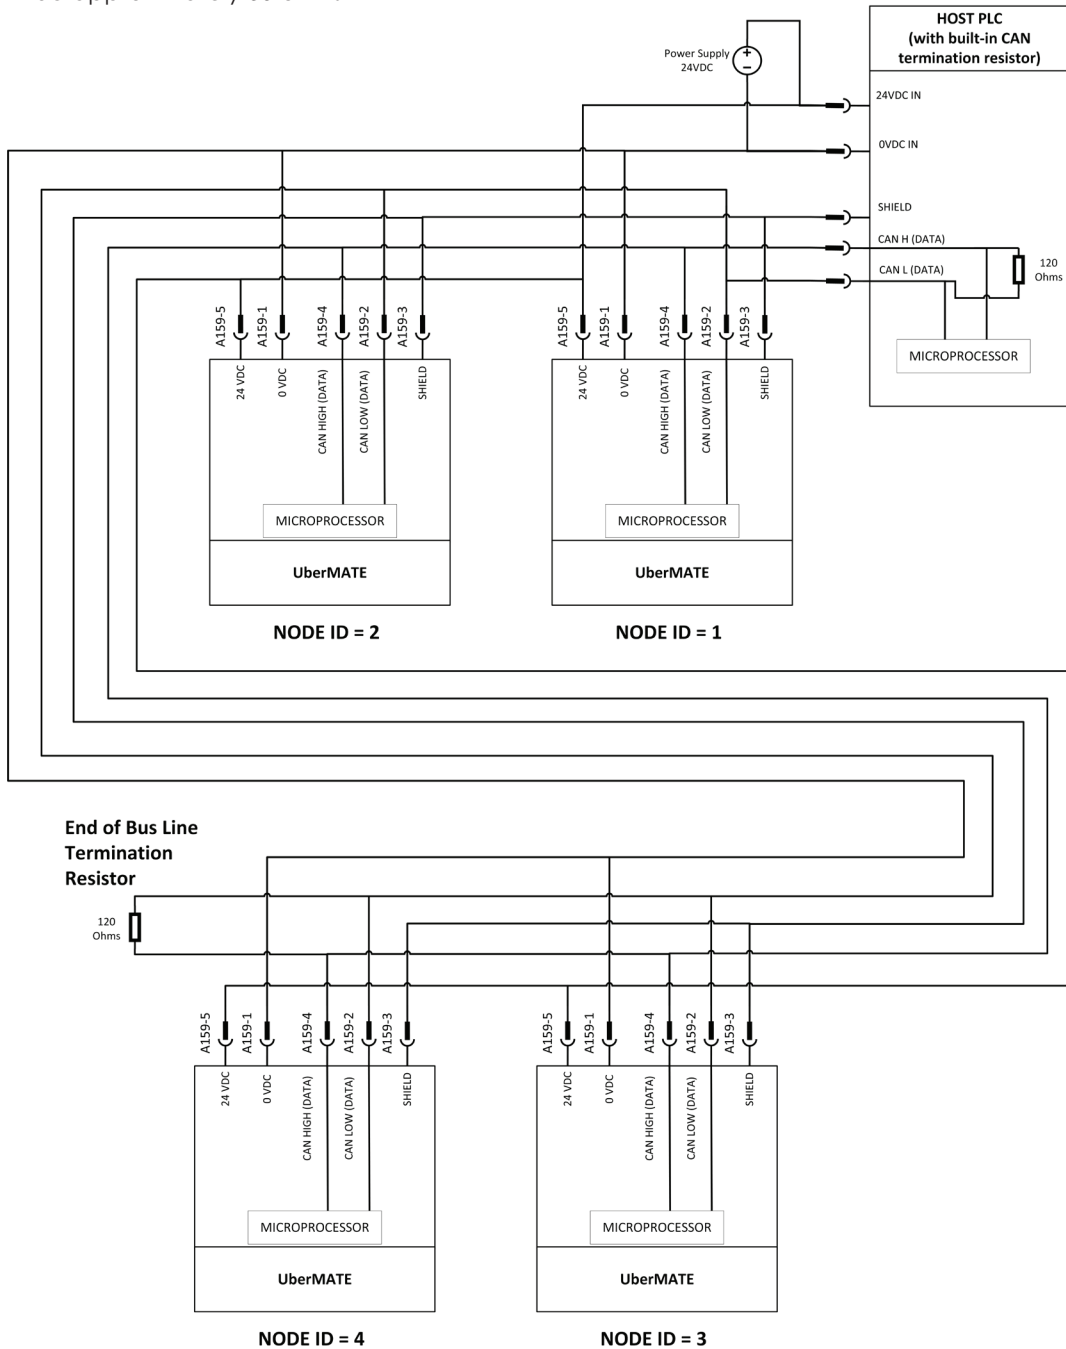 HOST PLC
(with built-in CAN
termination resistor)
Power Supply
24VDC
24VDC IN
0VDC IN
SHIELD
CAN H (DATA)
CAN L (DATA)
120
Ohms
MICROPROCESSOR
A159-5
A159-1
A159-4
A159-2
A159-3
24 VDC
0 VDC
CAN HIGH (DATA)
CAN LOW (DATA)
SHIELD
MICROPROCESSOR
UberMATE
NODE ID = 2
A159-5
A159-1
A159-4
A159-2
A159-3
24 VDC
0 VDC
CAN HIGH (DATA)
CAN LOW (DATA)
SHIELD
MICROPROCESSOR
UberMATE
NODE ID = 1
End of Bus Line
Termination
Resistor
120
Ohms
A159-5
A159-1
A159-4
A159-2
A159-3
24 VDC
0 VDC
CAN HIGH (DATA)
CAN LOW (DATA)
SHIELD
MICROPROCESSOR
UberMATE
NODE ID = 4
A159-5
A159-1
A159-4
A159-2
A159-3
24 VDC
0 VDC
CAN HIGH (DATA)
CAN LOW (DATA)
SHIELD
MICROPROCESSOR
UberMATE
NODE ID = 3